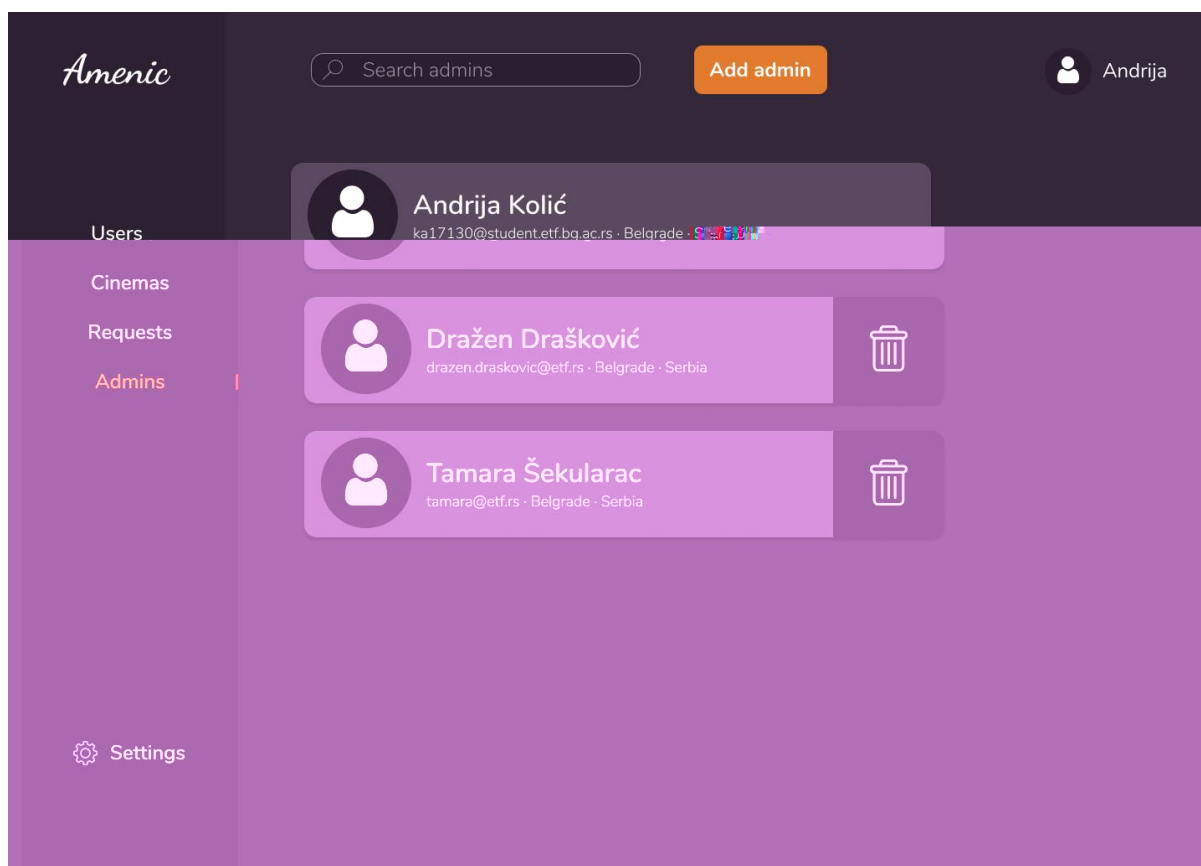 Amenic
Search admins
Add admin
Andrija
Andrija Kolić
ka17130@student.etf.bg.ac.rs · Belgrade ·
Users
Cinemas
Requests
Admins
Dražen Drašković
drazen.draskovic@etf.rs · Belgrade · Serbia
Tamara Šekularac
tamara@etf.rs · Belgrade · Serbia
Settings